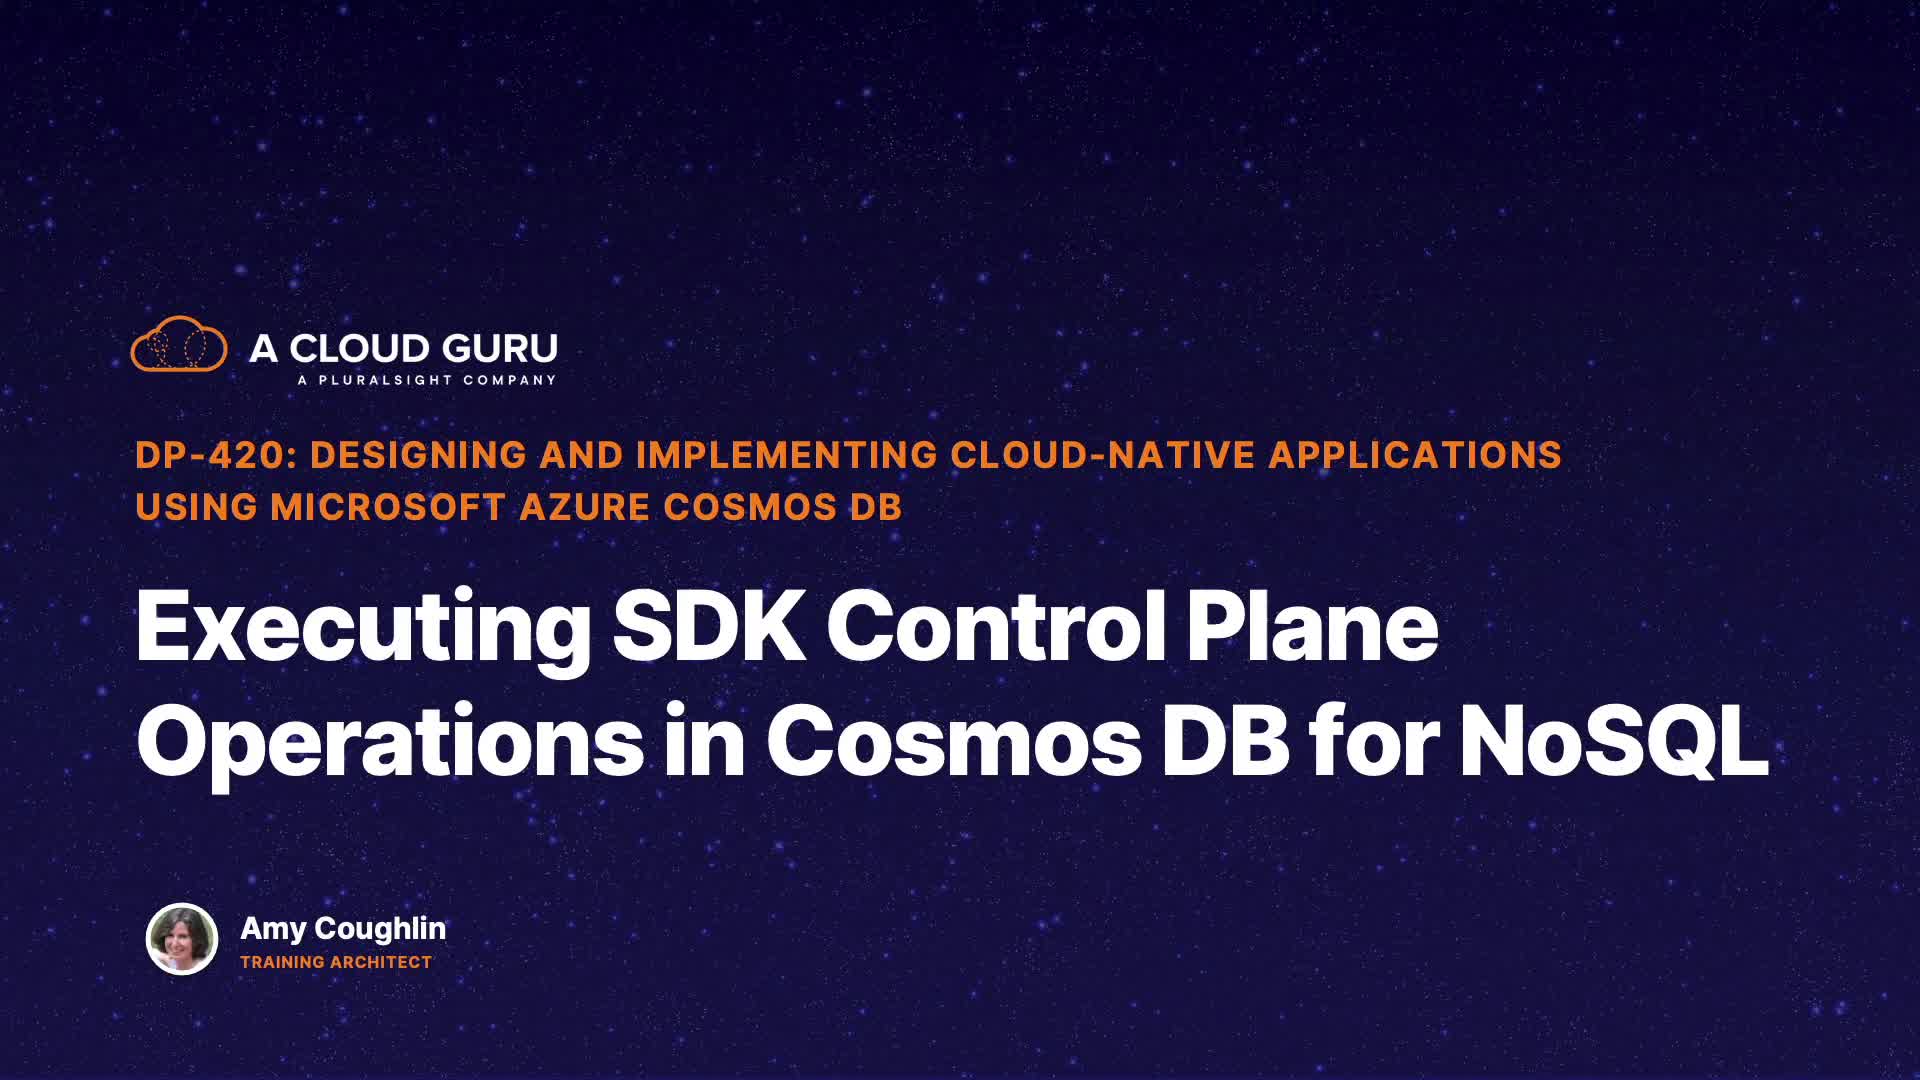 A CLOUD GURU
A PLURALSIGHT COMPANY
DP-420: DESIGNING AND IMPLEMENTING CLOUD-NATIVE APPLICATIONS
USING MICROSOFT AZURE COSMOS DB
Executing SDK Control Plane
Operations in Cosmos DB for NoSQL
Amy Coughlin
TRAINING ARCHITECT